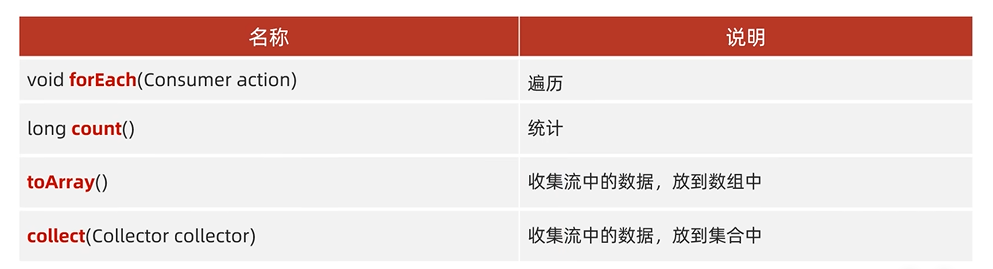 名称 说明
void forEach(Consumer action) 遍历
long count() 统计
toArray() 收集流中的数据，放到数组中
collect(Collector collector) 收集流中的数据，放到集合中